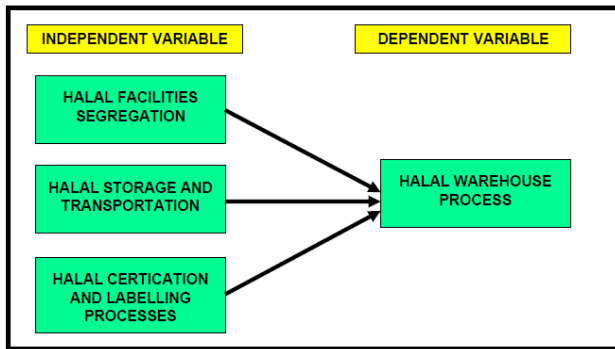 INDEPENDENT VARIABLE
DEPENDENT VARIABLE
HALAL FACILITIES
SEGREGATION
HALAL STORAGE AND
TRANSPORTATION
HALAL CERTICATION
AND LABELLING
PROCESSES
HALAL WAREHOUSE
PROCESS